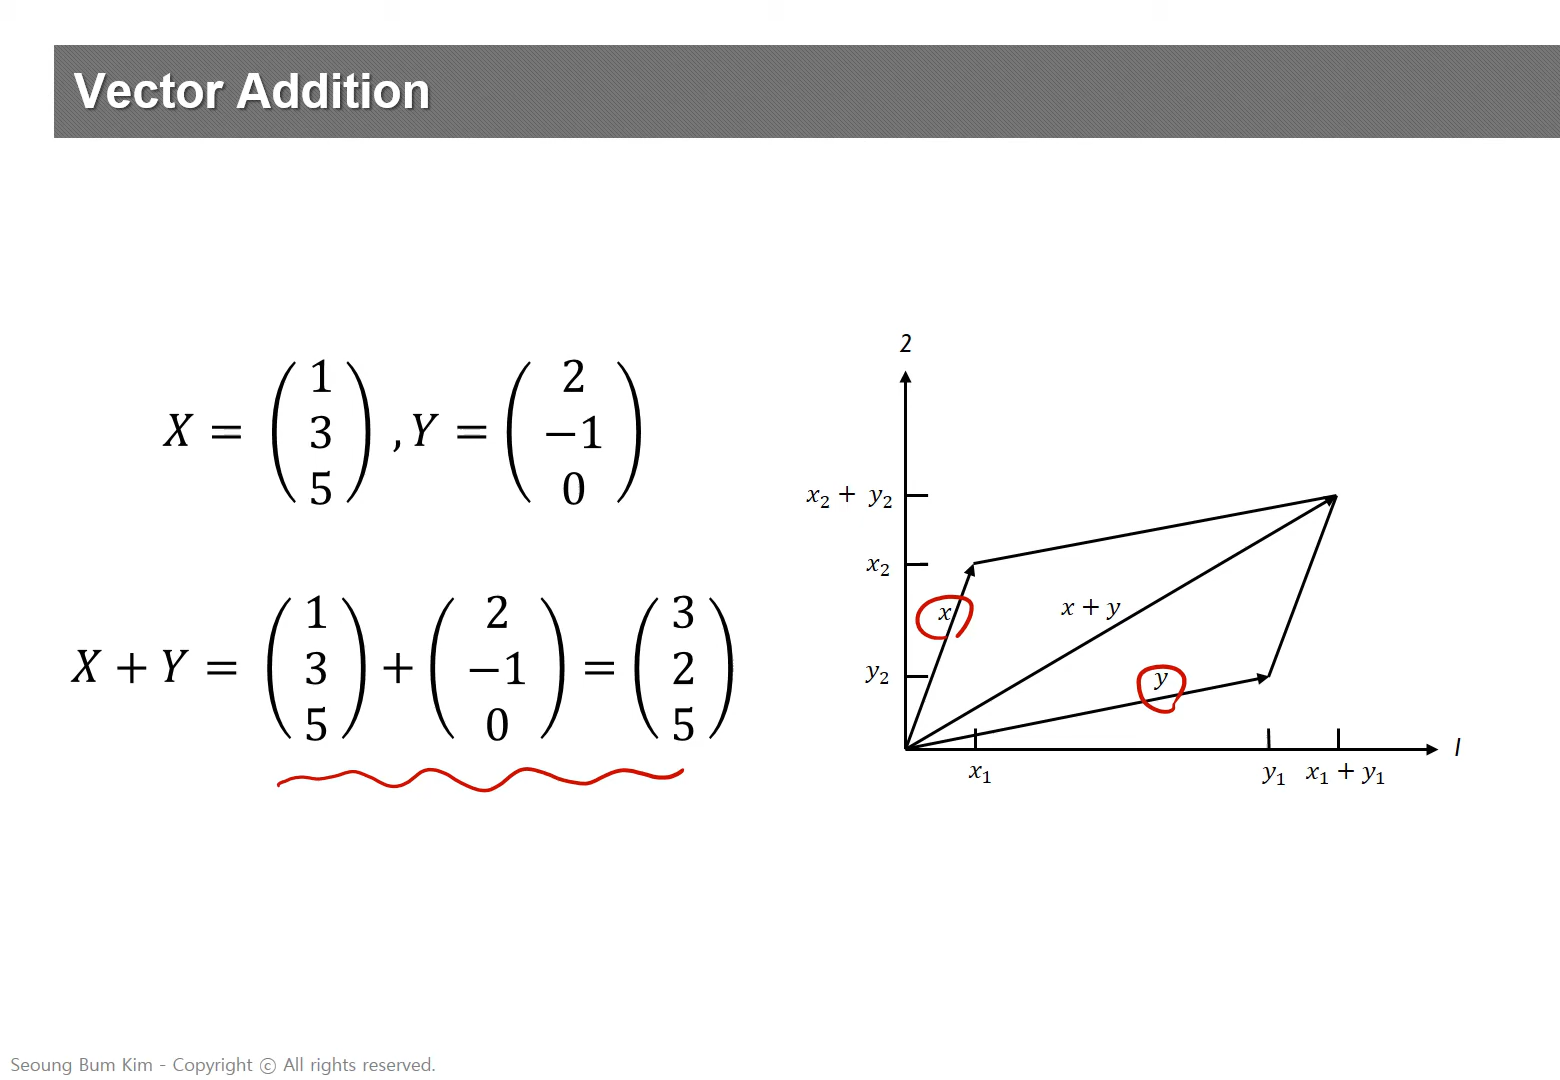 Vector Addition
X = (1 3 5) , Y = (2 −1 0)
X + Y = (1 3 5) + (2 −1 0) = (3 2 5)
2
x₂ + y₂
x₂
x
x + y
y₂
y
1
x₁
y₁
x₁ + y₁
Seoung Bum Kim - Copyright ⓒ All rights reserved.